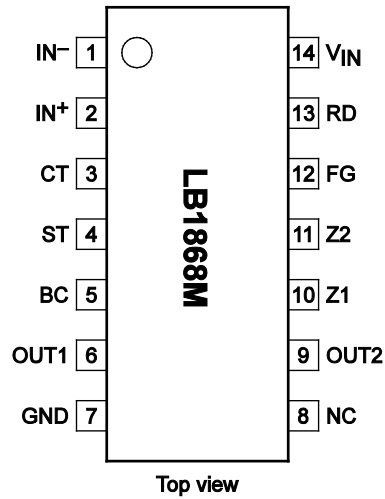 IN− 1 14 VIN
IN+ 2 13 RD
CT 3 12 FG
ST 4 11 Z2
BC 5 10 Z1
OUT1 6 9 OUT2
GND 7 8 NC
LB1868M
Top view